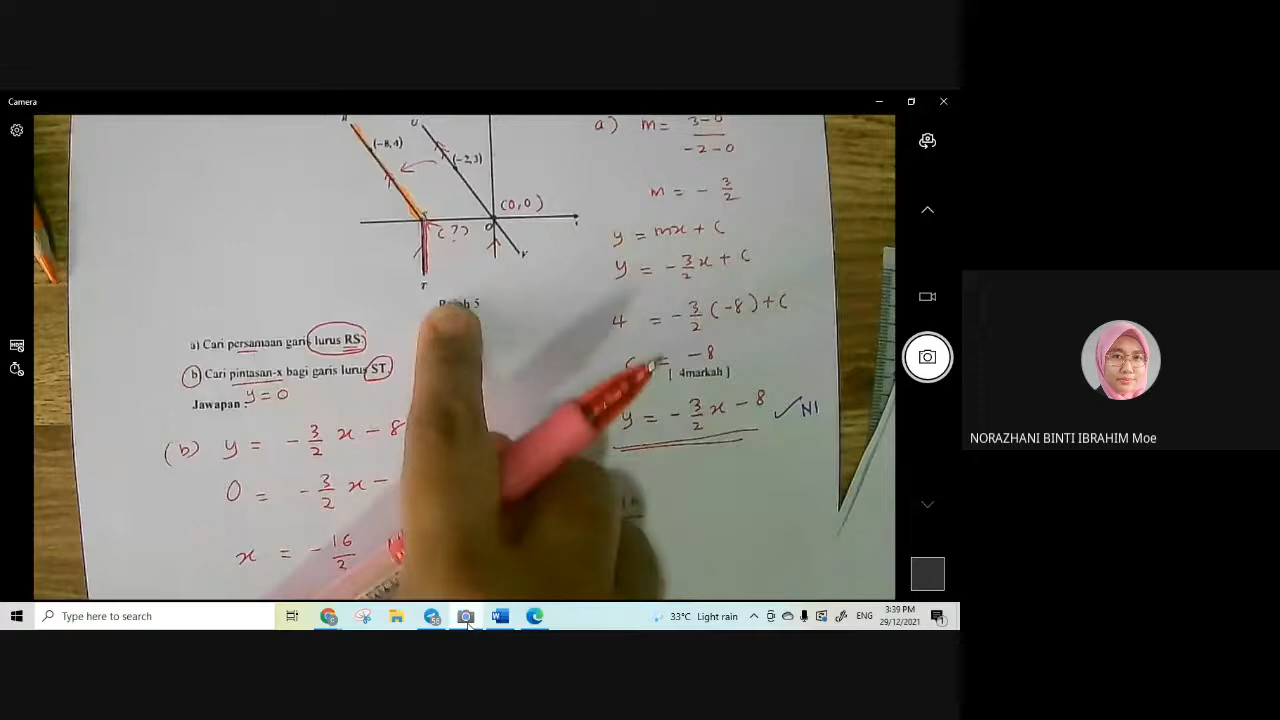 Camera
(-8,4)
U
(-2,3)
(0,0)
(??)
T
a) m= 3-0
-2-0
m = - 3/2
y = mx + c
y = - 3/2 x + c
4 = - 3/2 (-8) + c
= -8
[ 4markah ]
y = - 3/2 x - 8 ✓ N1
5
a) Cari persamaan garis lurus RS.
b) Cari pintasan-x bagi garis lurus ST.
y = 0
Jawapan :
(b) y = - 3/2 x - 8
0 = - 3/2 x -
x = - 16/2
NORAZHANI BINTI IBRAHIM Moe
Type here to search
33°C Light rain
ENG
3:39 PM
29/12/2021